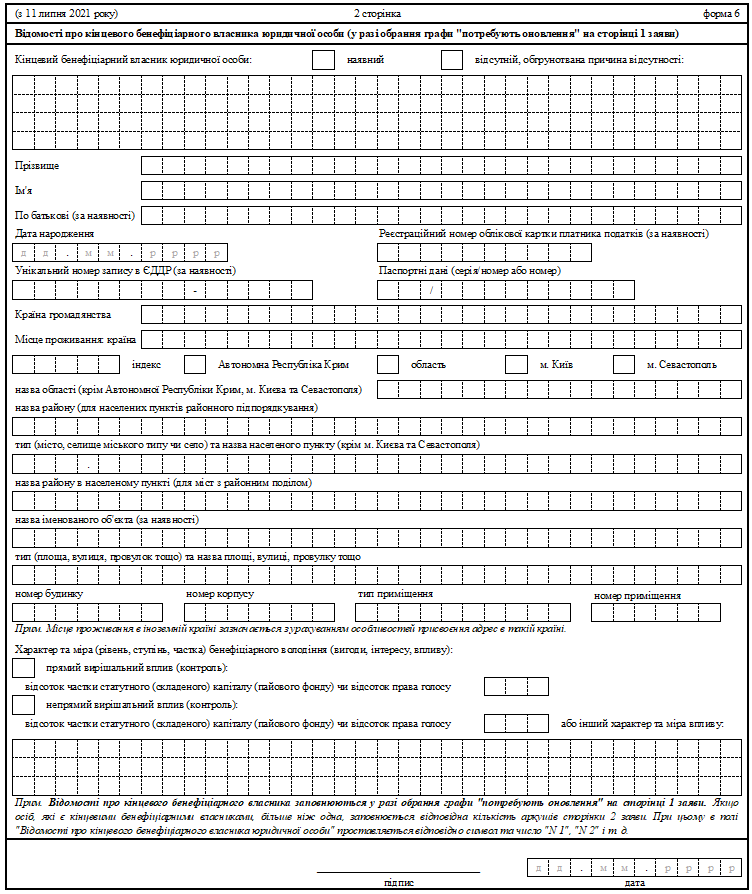 (з 11 липня 2021 року) 2 сторінка форма 6
Відомості про кінцевого бенефіціарного власника юридичної особи (у разі обрання графи "потребують оновлення" на сторінці 1 заяви)
Кінцевий бенефіціарний власник юридичної особи: наявний відсутній, обґрунтована причина відсутності:
Прізвище
Ім'я
По батькові (за наявності)
Дата народження Реєстраційний номер облікової картки платника податків (за наявності)
д д . м м . р р р р
Унікальний номер запису в ЄДДР (за наявності) Паспортні дані (серія/номер або номер)
- /
Країна громадянства
Місце проживання: країна
індекс Автономна Республіка Крим область м. Київ м. Севастополь
назва області (крім Автономної Республіки Крим, м. Києва та Севастополя)
назва району (для населених пунктів районного підпорядкування)
тип (місто, селище міського типу чи село) та назва населеного пункту (крім м. Києва та Севастополя)
.
назва району в населеному пункті (для міст з районним поділом)
назва іменованого об'єкта (за наявності)
тип (площа, вулиця, провулок тощо) та назва площі, вулиці, провулку тощо
номер будинку номер корпусу тип приміщення номер приміщення
Прим. Місце проживання в іноземній країні зазначається з урахуванням особливостей присвоєння адрес в такій країні.
Характер та міра (рівень, ступінь, частка) бенефіціарного володіння (вигоди, інтересу, впливу):
прямий вирішальний вплив (контроль):
відсоток частки статутного (складеного) капіталу (пайового фонду) чи відсоток права голосу
непрямий вирішальний вплив (контроль):
відсоток частки статутного (складеного) капіталу (пайового фонду) чи відсоток права голосу або інший характер та міра впливу:
Прим. Відомості про кінцевого бенефіціарного власника заповнюються у разі обрання графи "потребують оновлення" на сторінці 1 заяви. Якщо
осіб, які є кінцевими бенефіціарними власниками, більше ніж одна, заповнюється відповідна кількість аркушів сторінки 2 заяви. При цьому в полі
"Відомості про кінцевого бенефіціарного власника юридичної особи" проставляється відповідно символ та число "N 1", "N 2" і т. д.
д д . м м . р р р р
підпис дата